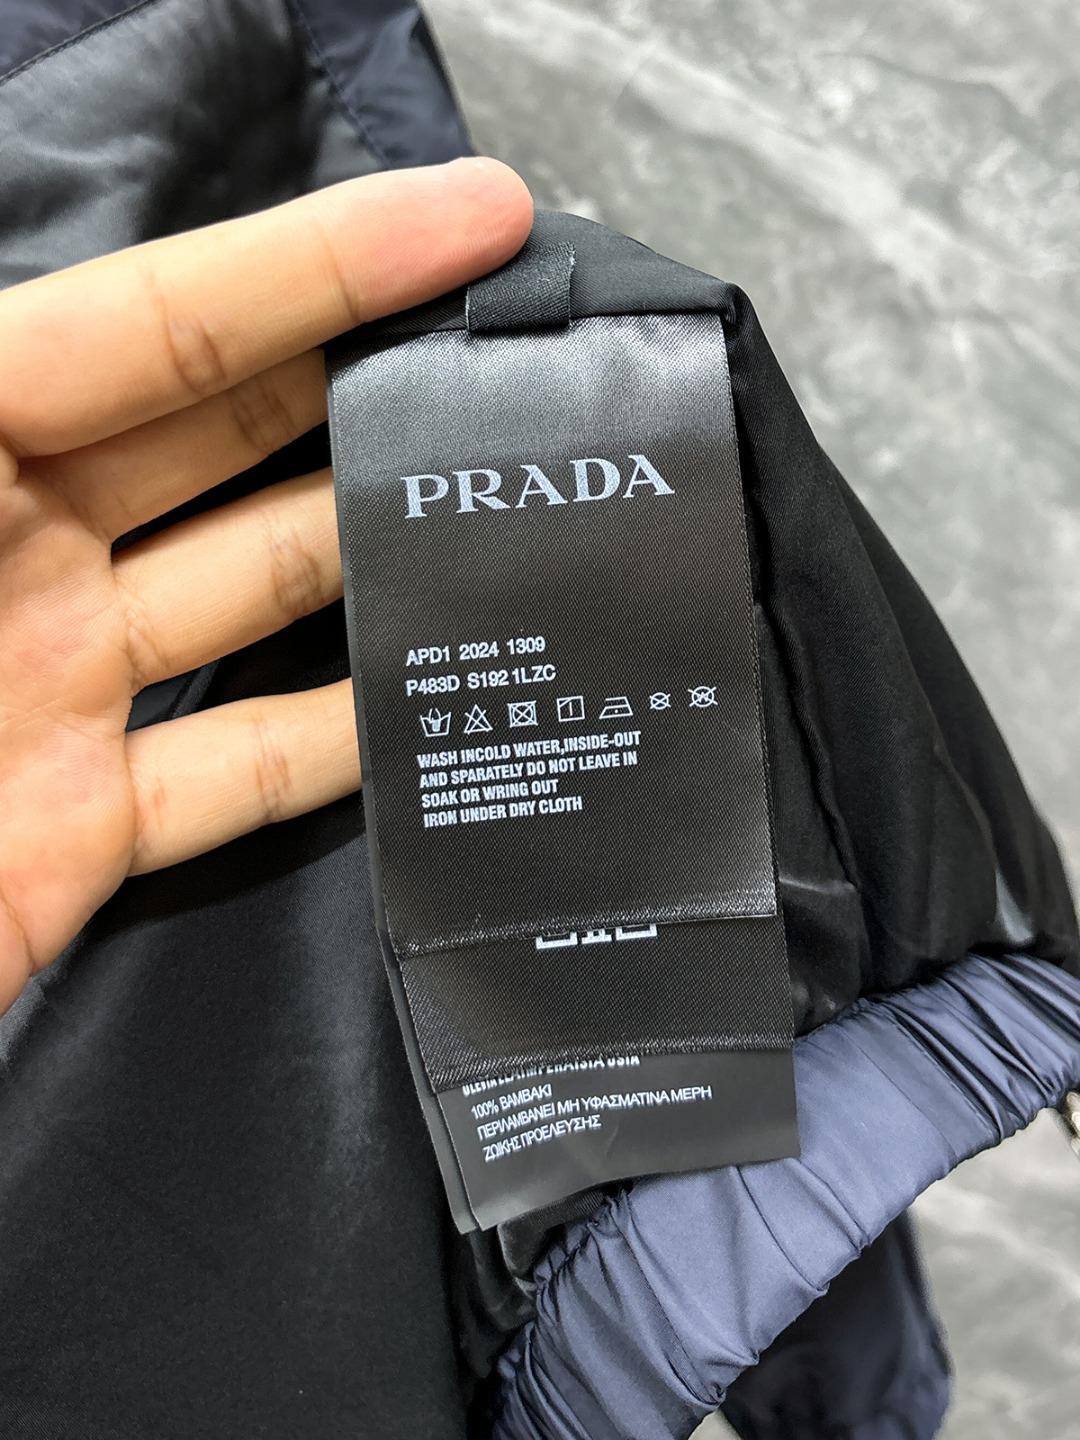 PRADA
APD1 2024 1309
P483D S192 1LZC
WASH INCOLD WATER,INSIDE-OUT
AND SPARATELY DO NOT LEAVE IN
SOAK OR WRING OUT
IRON UNDER DRY CLOTH
100% ΒΑΜΒΑΚΙ
ΠΕΡΙΛΑΜΒΑΝΕΙ ΜΗ ΥΦΑΣΜΑΤΙΝΑ ΜΕΡΗ
ΖΩΙΚΗΣ ΠΡΟΕΛΕΥΣΗΣ